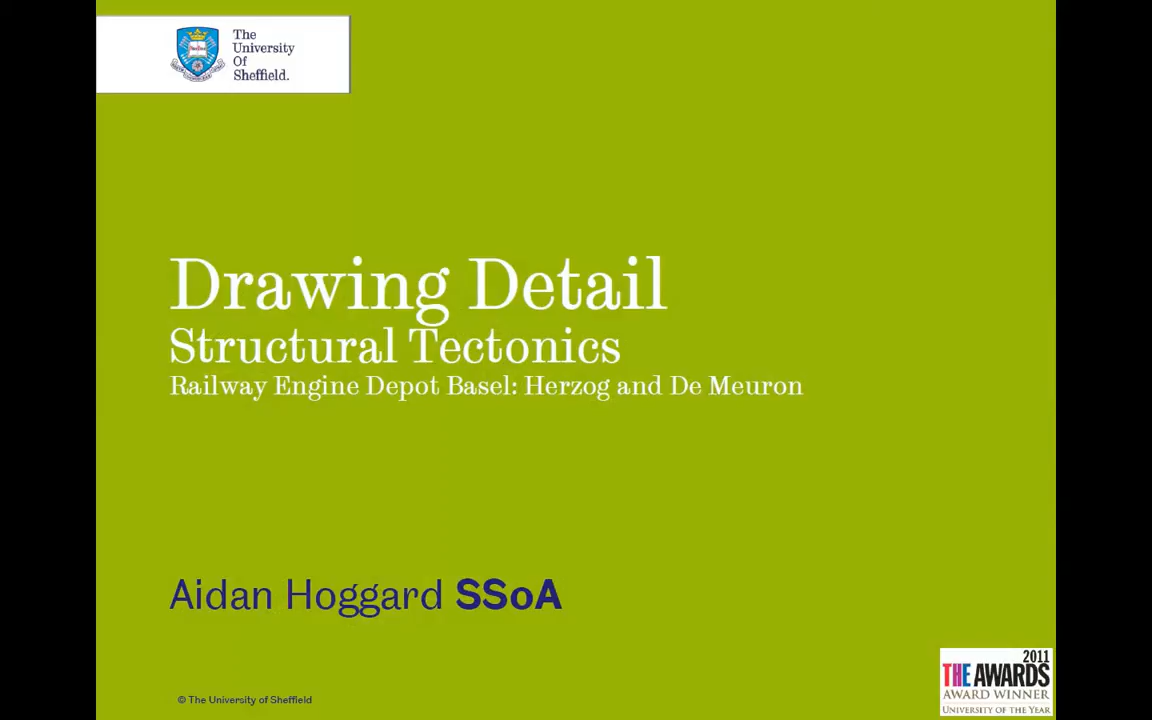 The
University
Of
Sheffield.
Drawing Detail
Structural Tectonics
Railway Engine Depot Basel: Herzog and De Meuron
Aidan Hoggard SSoA
© The University of Sheffield
2011
THE AWARDS
AWARD WINNER
UNIVERSITY OF THE YEAR